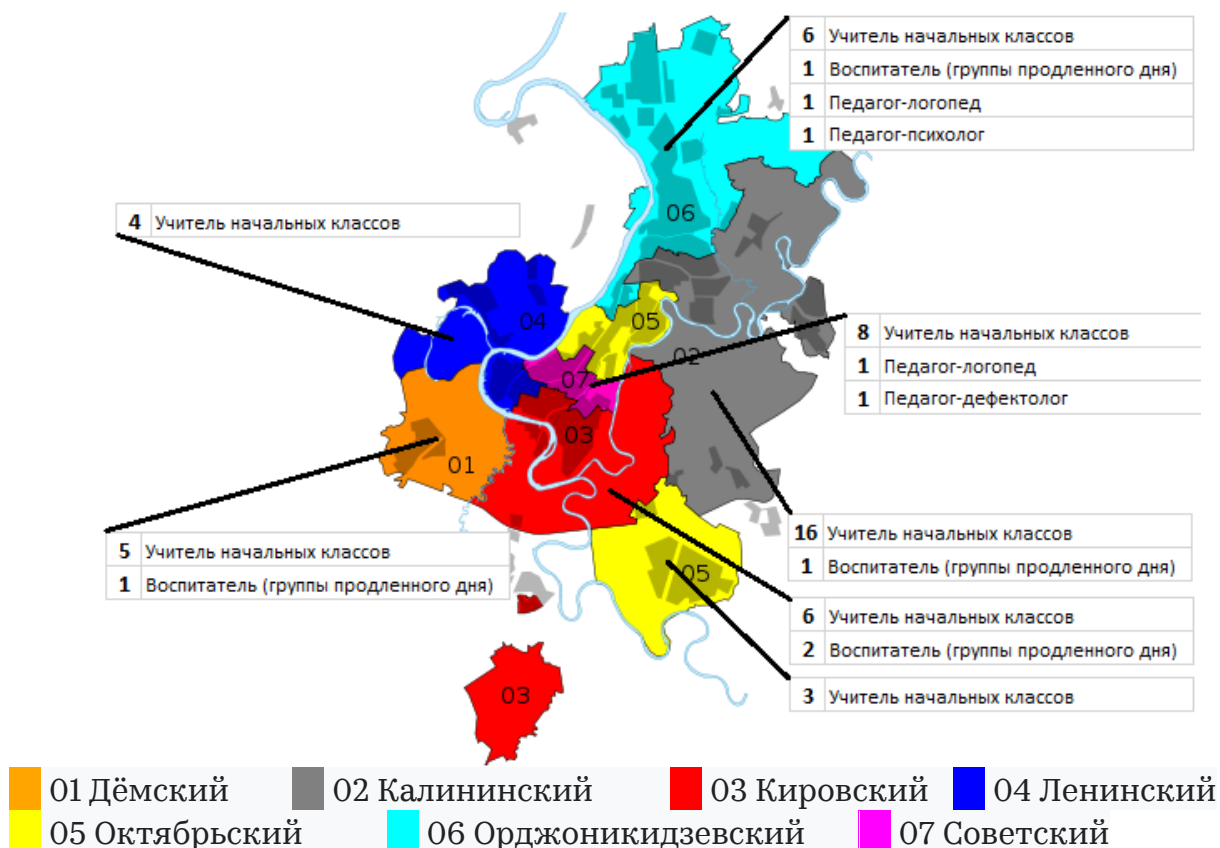 6 Учитель начальных классов
1 Воспитатель (группы продленного дня)
1 Педагог-логопед
1 Педагог-психолог
06
4 Учитель начальных классов
04
05
8 Учитель начальных классов
1 Педагог-логопед
1 Педагог-дефектолог
02
07
03
01
5 Учитель начальных классов
1 Воспитатель (группы продленного дня)
16 Учитель начальных классов
1 Воспитатель (группы продленного дня)
05
6 Учитель начальных классов
2 Воспитатель (группы продленного дня)
3 Учитель начальных классов
03
01 Дёмский 02 Калининский 03 Кировский 04 Ленинский
05 Октябрьский 06 Орджоникидзевский 07 Советский